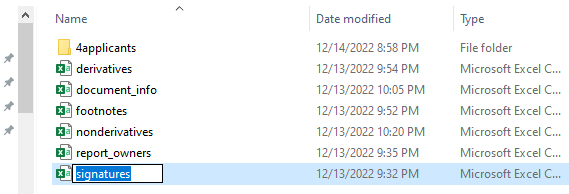 Name Date modified Type
4applicants 12/14/2022 8:58 PM File folder
derivatives 12/13/2022 9:54 PM Microsoft Excel C...
document_info 12/13/2022 10:05 PM Microsoft Excel C...
footnotes 12/13/2022 9:52 PM Microsoft Excel C...
nonderivatives 12/13/2022 10:20 PM Microsoft Excel C...
report_owners 12/13/2022 9:35 PM Microsoft Excel C...
signatures 12/13/2022 9:32 PM Microsoft Excel C...